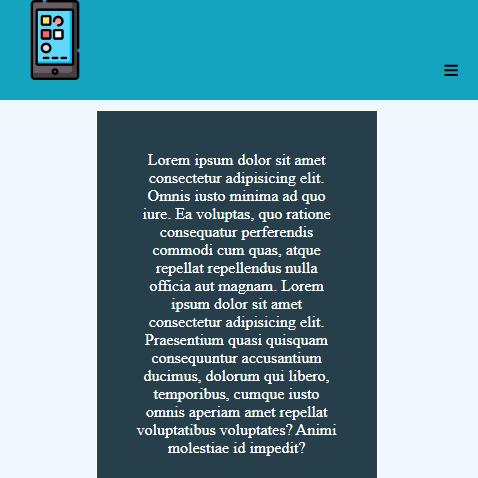 Lorem ipsum dolor sit amet
consectetur adipisicing elit.
Omnis iusto minima ad quo
iure. Ea voluptas, quo ratione
consequatur perferendis
commodi cum quas, atque
repellat repellendus nulla
officia aut magnam. Lorem
ipsum dolor sit amet
consectetur adipisicing elit.
Praesentium quasi quisquam
consequuntur accusantium
ducimus, dolorum qui libero,
temporibus, cumque iusto
omnis aperiam amet repellat
voluptatibus voluptates? Animi
molestiae id impedit?